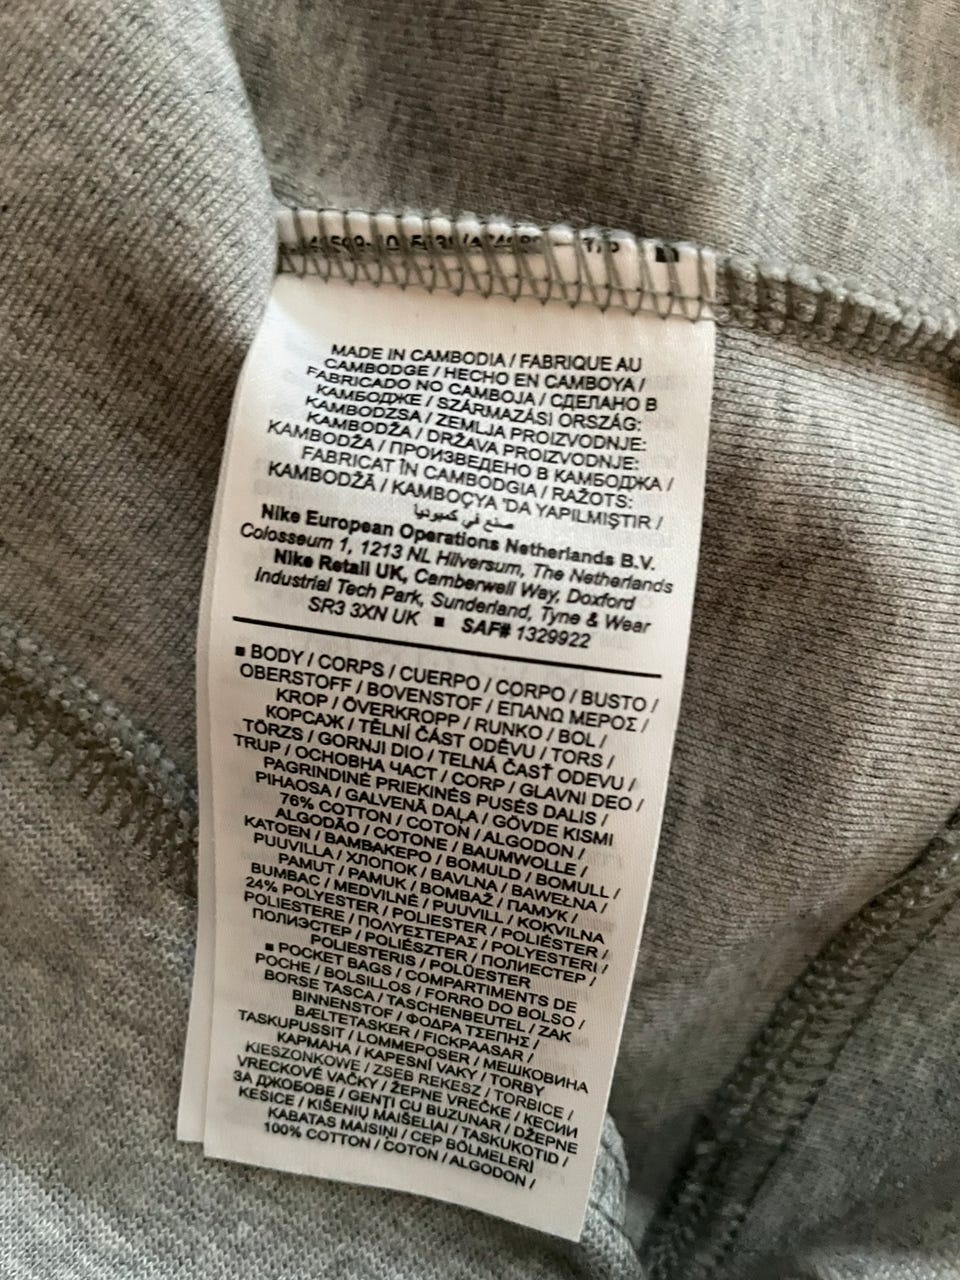 MADE IN CAMBODIA / FABRIQUE AU
CAMBODGE / HECHO EN CAMBOYA /
FABRICADO NO CAMBOJA / СДЕЛАНО В
КАМБОДЖЕ / SZÁRMAZÁSI ORSZÁG:
KAMBODZSA / ZEMLJA PROIZVODNJE:
KAMBODŽA / DRŽAVA PROIZVODNJE:
KAMBODŽA / ПРОИЗВЕДЕНО В КАМБОДЖА /
FABRICAT ÎN CAMBODGIA / RAŽOTS:
KAMBODŽĀ / KAMBOÇYA 'DA YAPILMIŞTIR /
صنع في كمبوديا
Nike European Operations Netherlands B.V.
Colosseum 1, 1213 NL Hilversum, The Netherlands
Nike Retail UK, Camberwell Way, Doxford
Industrial Tech Park, Sunderland, Tyne & Wear
SR3 3XN UK ■ SAF# 1329922
■ BODY / CORPS / CUERPO / CORPO / BUSTO /
OBERSTOFF / BOVENSTOF / ΕΠΑΝΩ ΜΕΡΟΣ /
KROP / ÖVERKROPP / RUNKO / BOL /
КОРСАЖ / TĚLNÍ ČÁST ODĚVU / TORS /
TÖRZS / GORNJI DIO / TELNÁ ČASŤ ODEVU /
TRUP / ОСНОВНА ЧАСТ / CORP / GLAVNI DEO /
PAGRINDINĖ PRIEKINĖS PUSĖS DALIS /
PIHAOSA / GALVENĀ DAĻA / GÖVDE KISMI
76% COTTON / COTON / ALGODON /
ALGODÃO / COTONE / BAUMWOLLE /
KATOEN / ΒΑΜΒΑΚΕΡΟ / BOMULD / BOMULL /
PUUVILLA / ХЛОПОК / BAVLNA / BAWEŁNA /
PAMUT / PAMUK / BOMBAŽ / ПАМУК /
BUMBAC / MEDVILNĖ / PUUVILL / KOKVILNA
24% POLYESTER / POLIESTER / POLIÉSTER /
POLIESTERE / ΠΟΛΥΕΣΤΕΡΑΣ / POLYESTERI /
ПОЛИЭСТЕР / POLIÉSZTER / ПОЛИЕСТЕР /
POLIESTERIS / POLÜESTER
■ POCKET BAGS / COMPARTIMENTS DE
POCHE / BOLSILLOS / FORRO DO BOLSO /
BORSE TASCA / TASCHENBEUTEL / ZAK
BINNENSTOF / ΦΟΔΡΑ ΤΣΕΠΗΣ /
BÆLTETASKER / FICKPAASAR /
TASKUPUSSIT / LOMMEPOSER / МЕШКОВИНА
КАРМАНА / KAPESNÍ VAKY / TORBY
KIESZONKOWE / ZSEB REKESZ / TORBICE /
VRECKOVÉ VAČKY / ŽEPNE VREČKE / КЕСИИ
ЗА ДЖОБОВЕ / GENȚI CU BUZUNAR / DŽEPNE
KESICE / KIŠENIŲ MAIŠELIAI / TASKUKOTID /
KABATAS MAISINI / CEP BÖLMELERİ
100% COTTON / COTON / ALGODON /